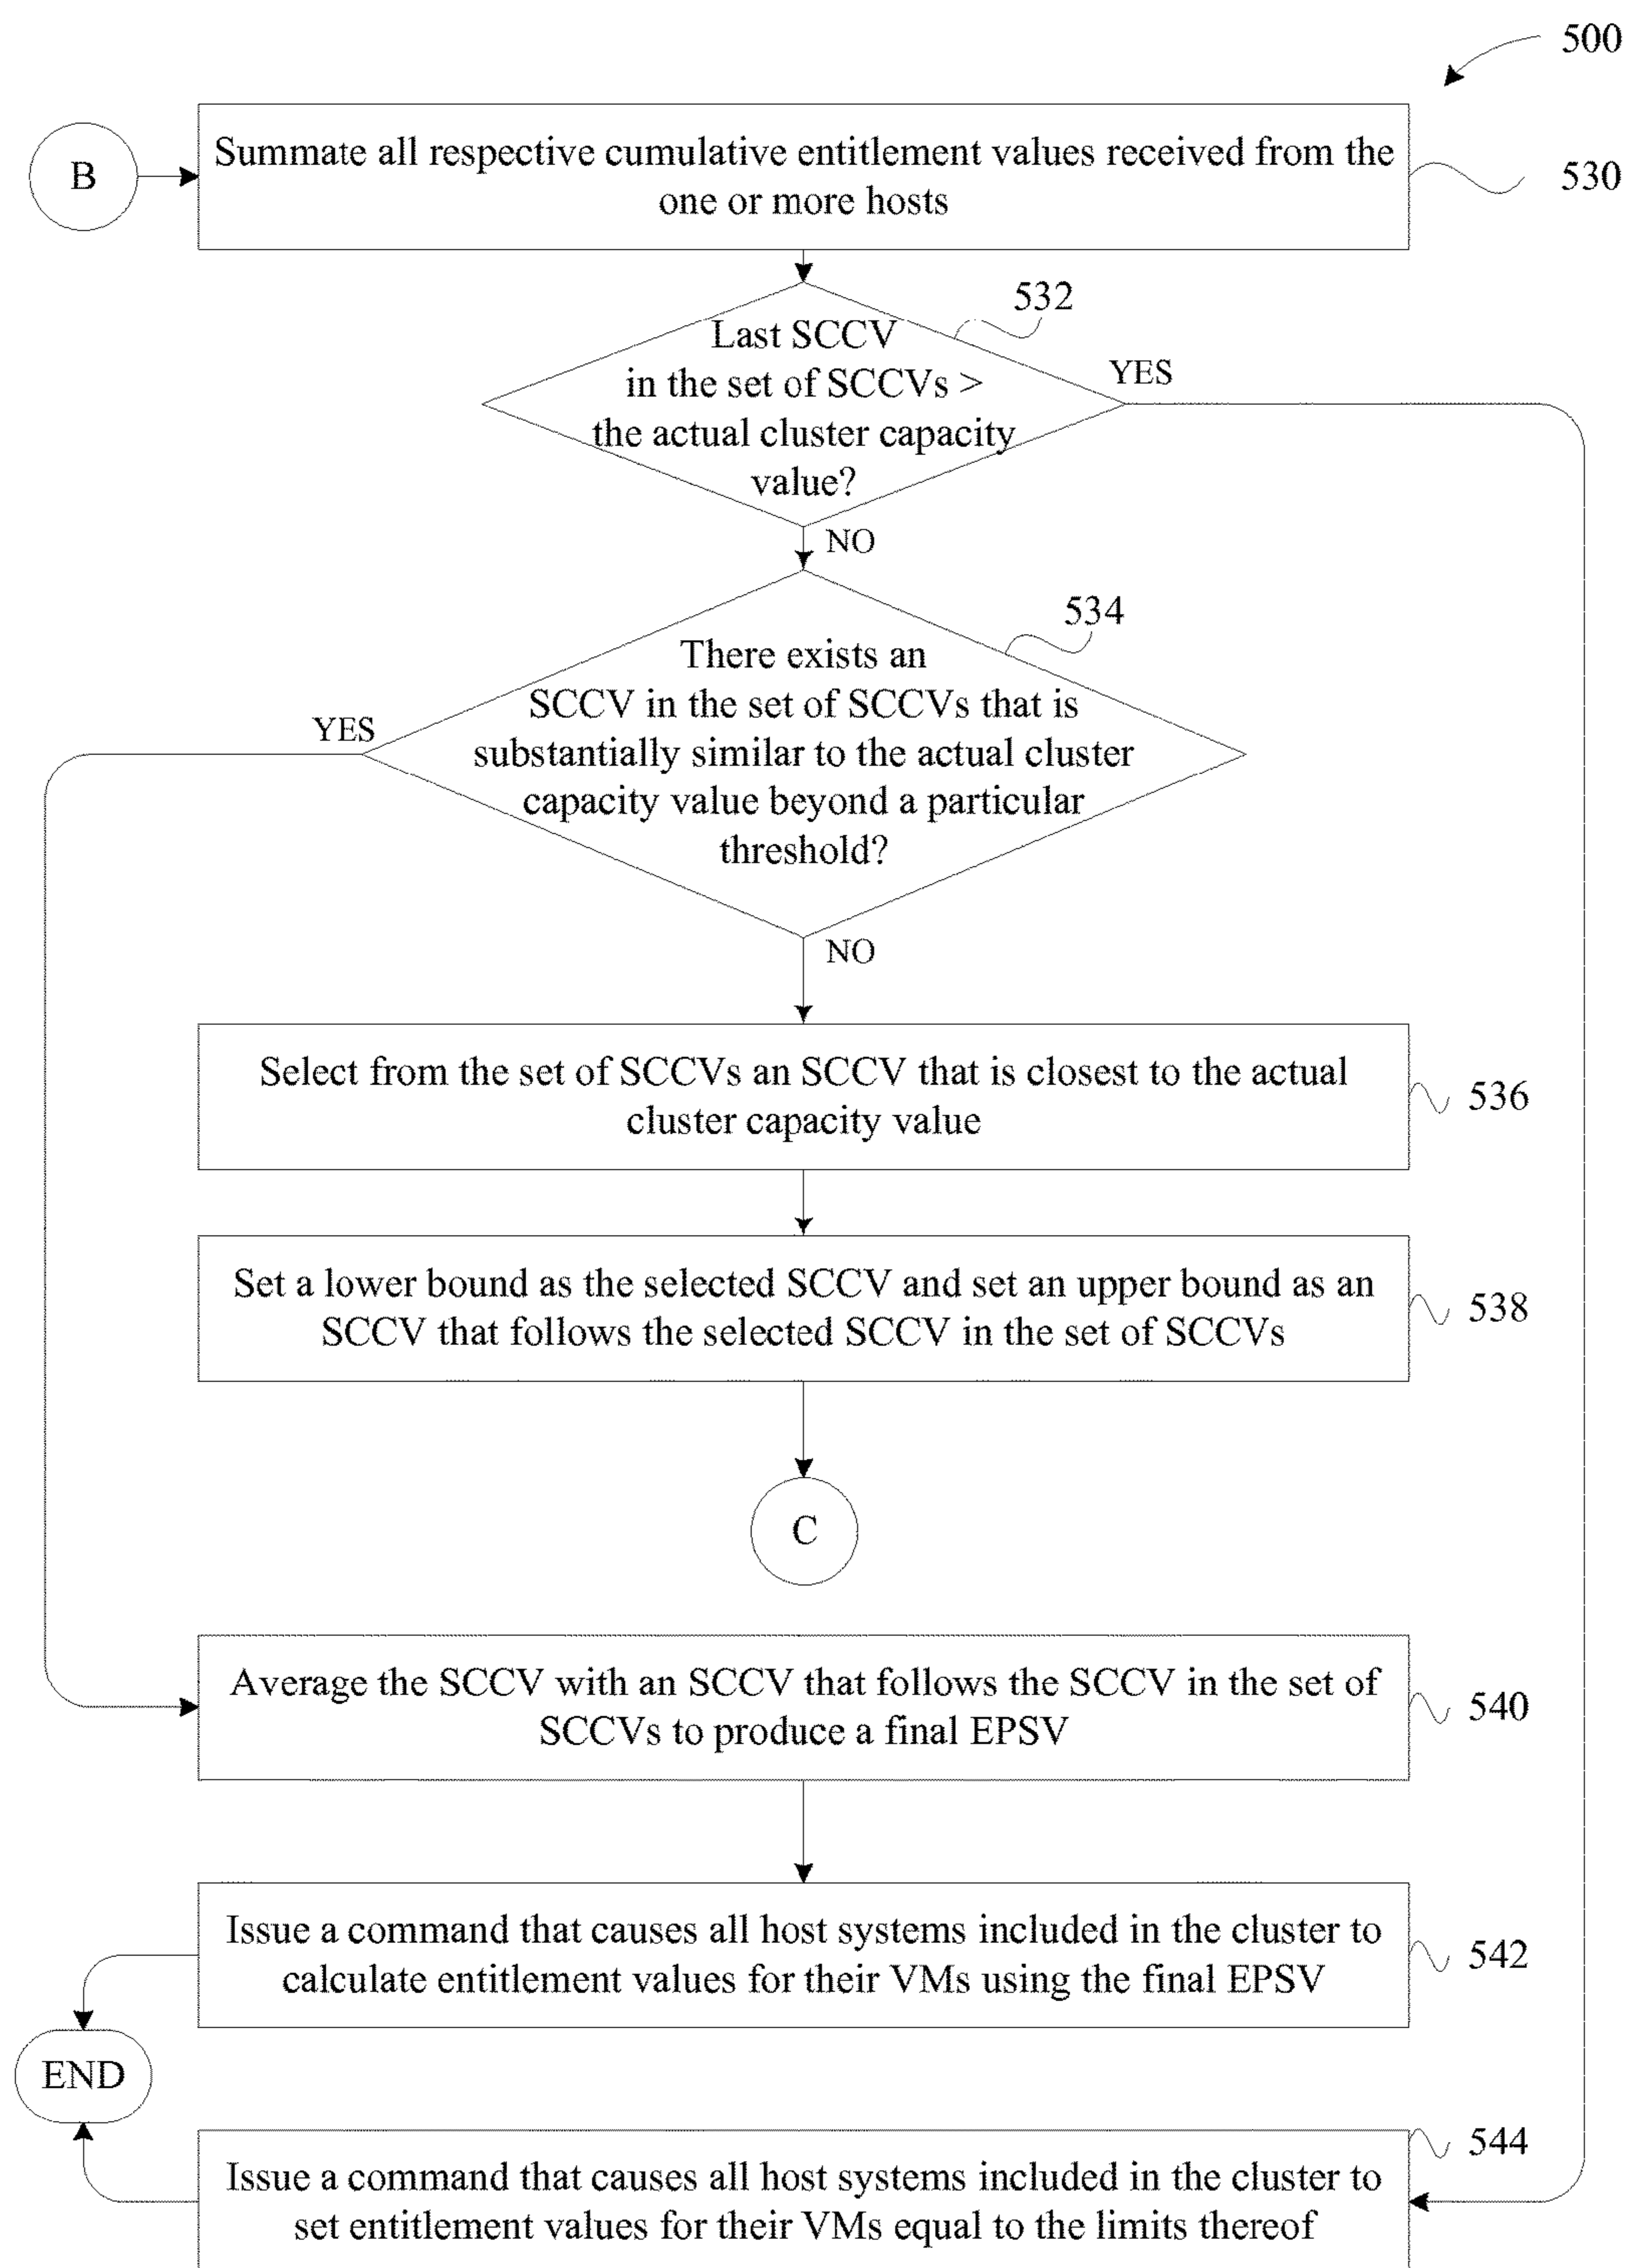 500
B
Summate all respective cumulative entitlement values received from the
one or more hosts
530
532
Last SCCV
in the set of SCCVs >
the actual cluster capacity
value?
YES
NO
534
There exists an
SCCV in the set of SCCVs that is
substantially similar to the actual cluster
capacity value beyond a particular
threshold?
YES
NO
Select from the set of SCCVs an SCCV that is closest to the actual
cluster capacity value
536
Set a lower bound as the selected SCCV and set an upper bound as an
SCCV that follows the selected SCCV in the set of SCCVs
538
C
Average the SCCV with an SCCV that follows the SCCV in the set of
SCCVs to produce a final EPSV
540
Issue a command that causes all host systems included in the cluster to
calculate entitlement values for their VMs using the final EPSV
542
END
544
Issue a command that causes all host systems included in the cluster to
set entitlement values for their VMs equal to the limits thereof